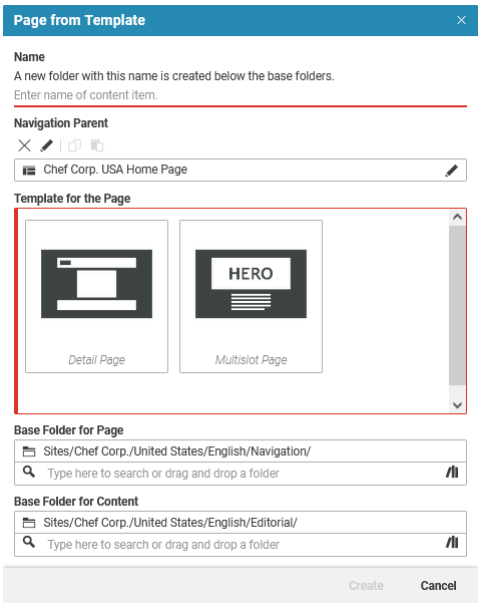 Page from Template
Name
A new folder with this name is created below the base folders.
Enter name of content item.
Navigation Parent
Chef Corp. USA Home Page
Template for the Page
HERO
Detail Page
Multislot Page
Base Folder for Page
Sites/Chef Corp./United States/English/Navigation/
Type here to search or drag and drop a folder
Base Folder for Content
Sites/Chef Corp./United States/English/Editorial/
Type here to search or drag and drop a folder
Create Cancel